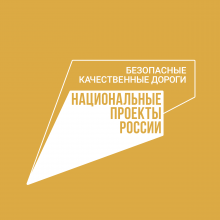 БЕЗОПАСНЫЕ
КАЧЕСТВЕННЫЕ ДОРОГИ
НАЦИОНАЛЬНЫЕ
ПРОЕКТЫ
РОССИИ